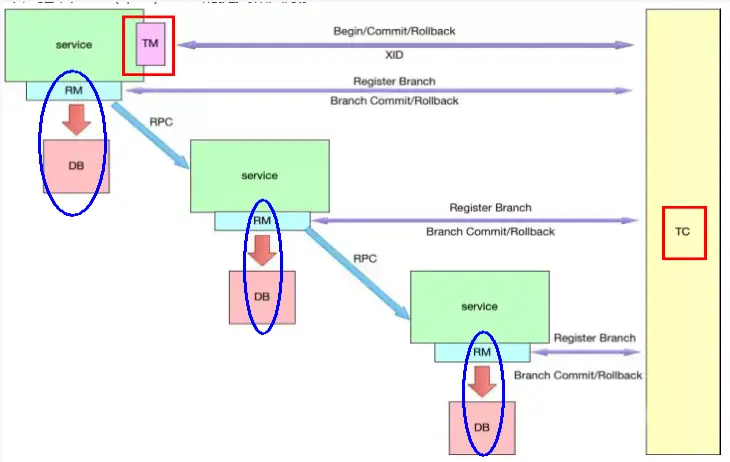 service
TM
Begin/Commit/Rollback
XID
RM
Register Branch
Branch Commit/Rollback
RPC
DB
service
RM
Register Branch
Branch Commit/Rollback
TC
RPC
DB
service
RM
Register Branch
Branch Commit/Rollback
DB